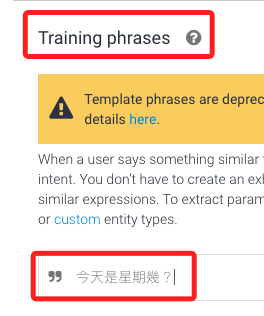 Training phrases
Template phrases are deprec
details here.
When a user says something similar
intent. You don't have to create an exh
similar expressions. To extract param
or custom entity types.
今天是星期幾？